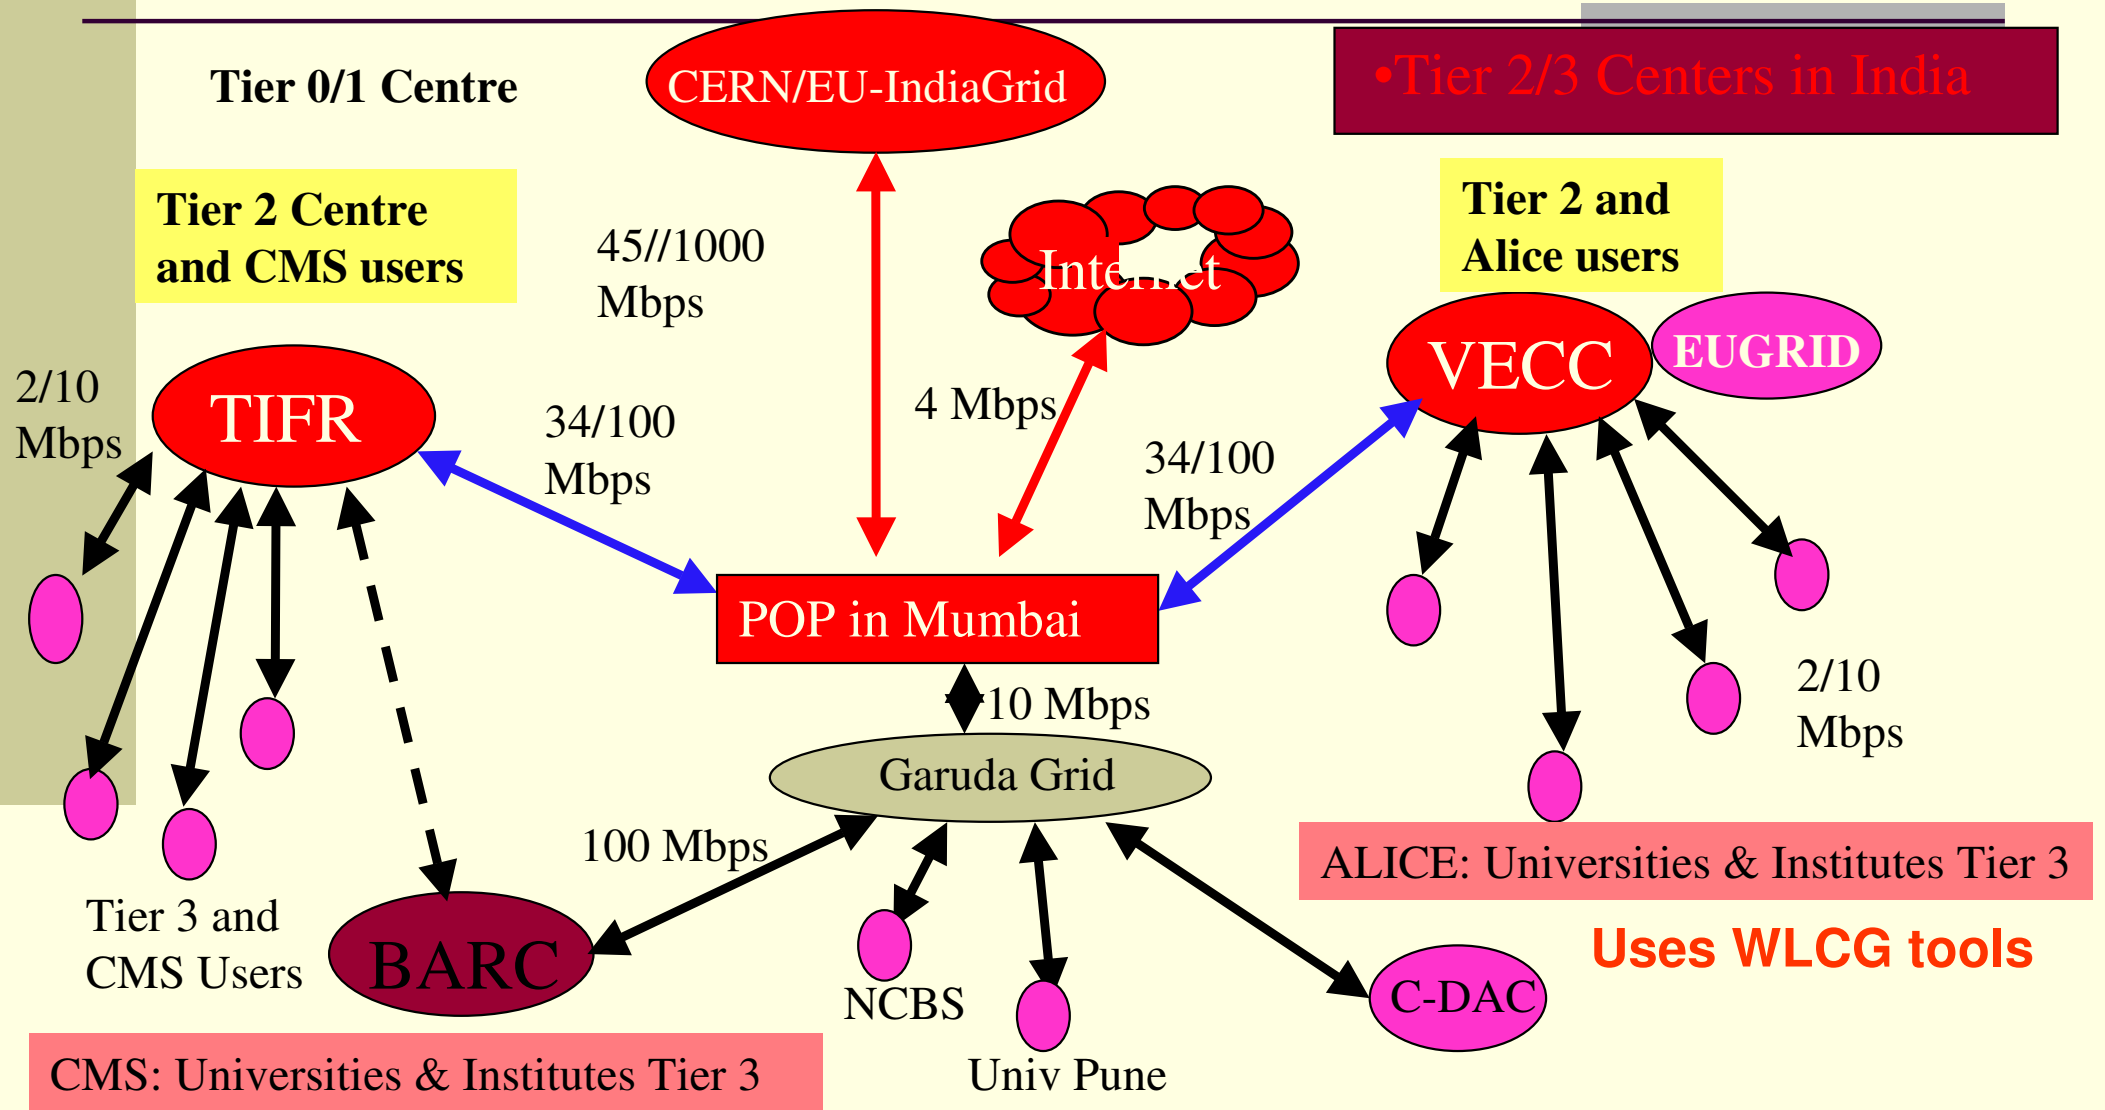 Tier 0/1 Centre
CERN/EU-IndiaGrid
•Tier 2/3 Centers in India
Tier 2 Centre
and CMS users
45//1000
Mbps
Internet
Tier 2 and
Alice users
VECC
EUGRID
2/10
Mbps
TIFR
34/100
Mbps
4 Mbps
34/100
Mbps
POP in Mumbai
10 Mbps
2/10
Mbps
Garuda Grid
100 Mbps
ALICE: Universities & Institutes Tier 3
Tier 3 and
CMS Users
BARC
NCBS
Uses WLCG tools
C-DAC
CMS: Universities & Institutes Tier 3
Univ Pune